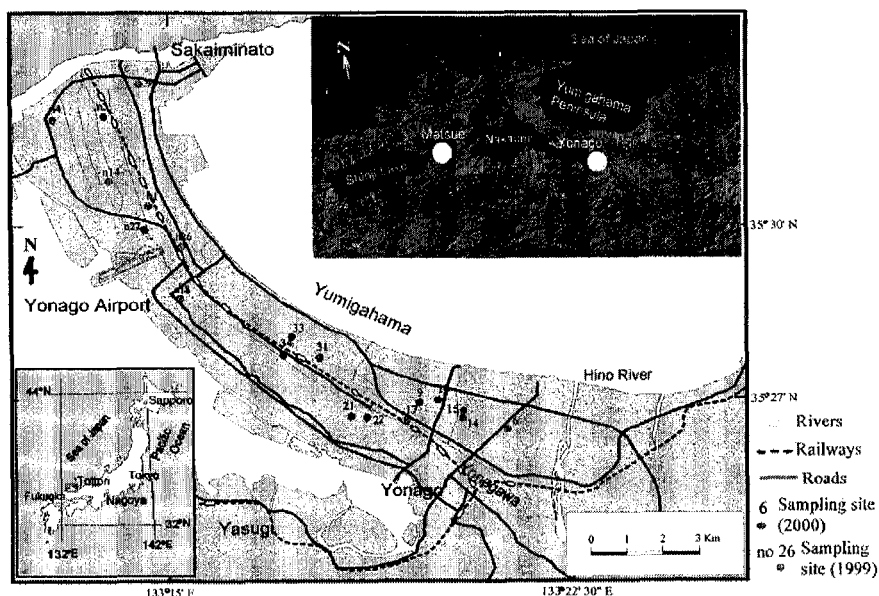 Sakaiminato
Sea of Japan
Peninsula
Matsue
Yonago
35°30' N
N
Yonago Airport
Yumigahama
33
31
Hino River
35°27' N
17
15
14
21
22
Yonago
Yasugi
44°N
Sapporo
Sea of Japan
Pacific
Ocean
Tottori
Tokyo
Fukuoka
Nagoya
32°N
132°E
142°E
Rivers
Railways
Roads
6 Sampling site
(2000)
no 26 Sampling
site (1999)
0 1 2 3 Km
133°15' E
133°22' 30" E